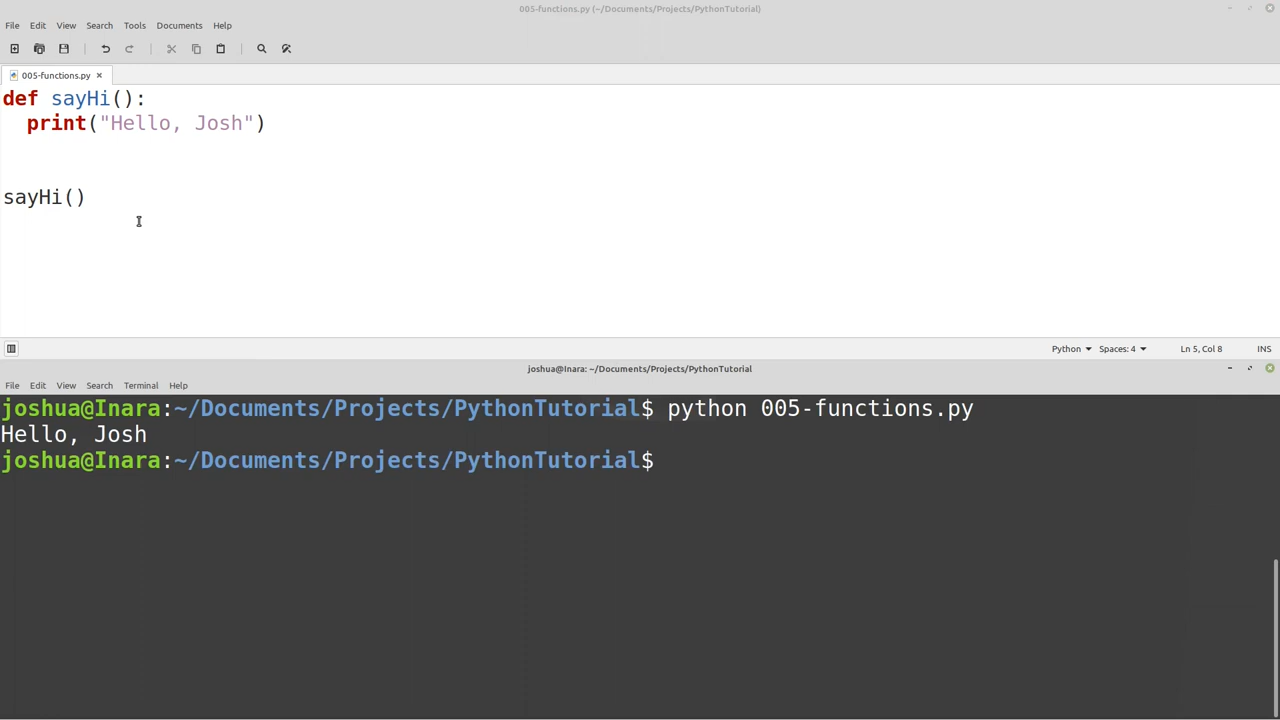 005-functions.py (~/Documents/Projects/PythonTutorial)
File Edit View Search Tools Documents Help
005-functions.py ×
def sayHi():
  print("Hello, Josh")
sayHi()
Python Spaces: 4 Ln 5, Col 8 INS
joshua@Inara: ~/Documents/Projects/PythonTutorial
File Edit View Search Terminal Help
joshua@Inara:~/Documents/Projects/PythonTutorial$ python 005-functions.py
Hello, Josh
joshua@Inara:~/Documents/Projects/PythonTutorial$